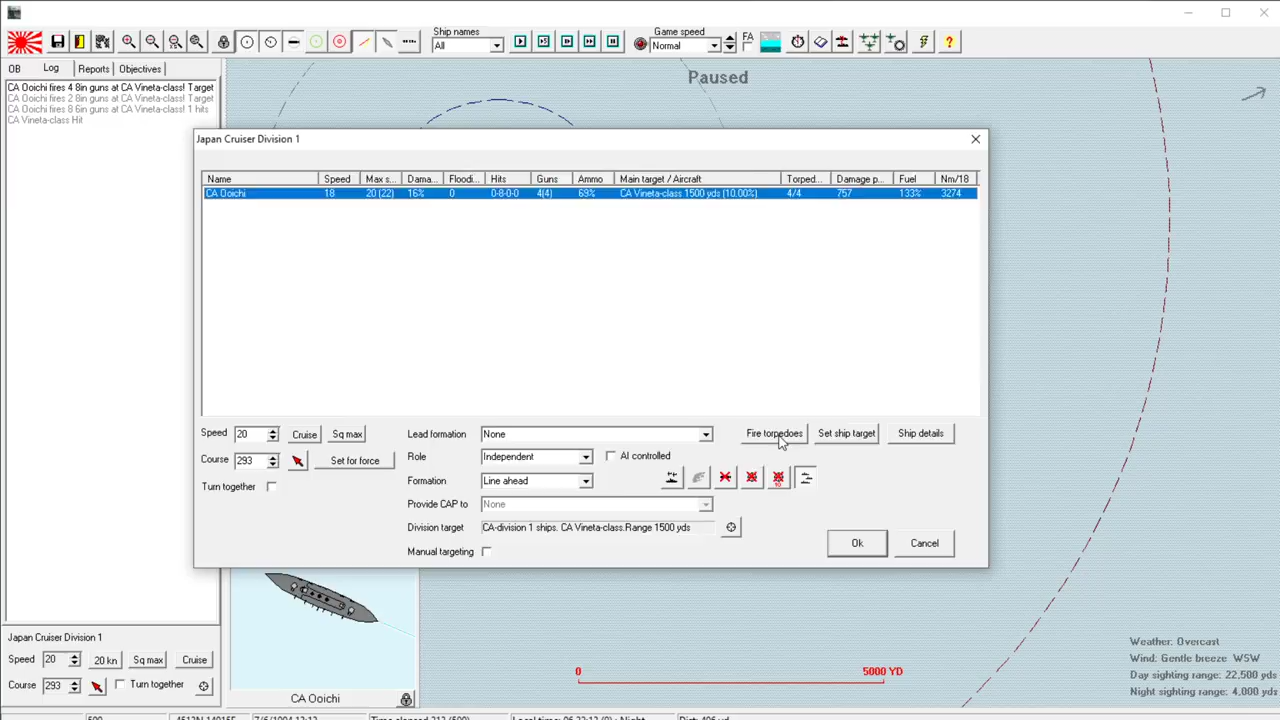 Ship names
All
Game speed
Normal
FA
OB
Log
Reports
Objectives
CA Ooichi fires 4 8in guns at CA Vineta-class! Target
CA Ooichi fires 2 8in guns at CA Vineta-class! Target
CA Ooichi fires 8 6in guns at CA Vineta-class! 1 hits
CA Vineta-class Hit
Paused
Japan Cruiser Division 1
Name Speed Max s... Dama... Floodi... Hits Guns Ammo Main target / Aircraft Torped... Damage p... Fuel Nm/18
CA Ooichi 18 20 (22) 16% 0 0-8-0-0 4(4) 69% CA Vineta-class 1500 yds (10.00%) 4/4 757 133% 3274
Speed 20 Cruise Sq max
Course 293 Set for force
Turn together
Lead formation None
Role Independent AI controlled
Formation Line ahead
Provide CAP to None
Division target CA-division 1 ships. CA Vineta-class.Range 1500 yds
Manual targeting
Fire torpedoes Set ship target Ship details
10
Ok Cancel
Japan Cruiser Division 1
Speed 20 20 kn Sq max Cruise
Course 293 Turn together
CA Ooichi
0 5000 YD
Weather: Overcast
Wind: Gentle breeze WSW
Day sighting range: 22,500 yds
Night sighting range: 4,000 yds